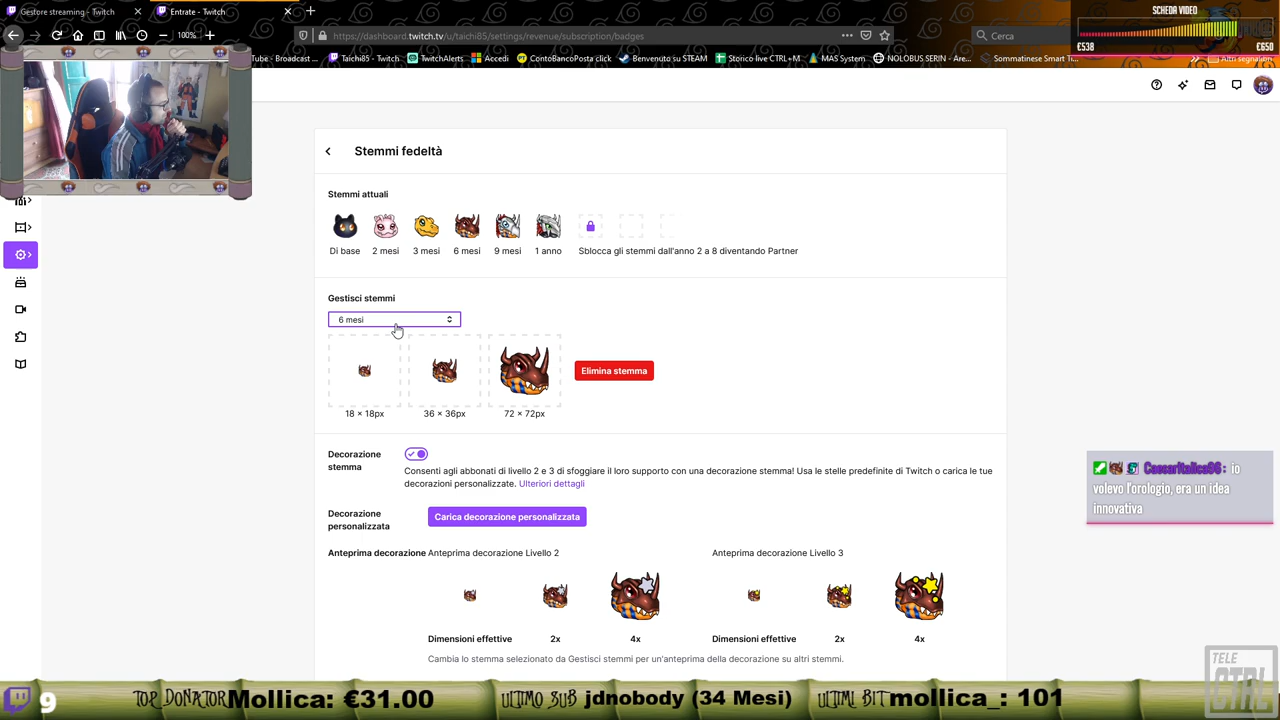 Gestore streaming - Twitch
Entrate - Twitch
100%
https://dashboard.twitch.tv/u/taichi85/settings/revenue/subscription/badges
Cerca
Tube - Broadcast ...
Taichi85 - Twitch
TwitchAlerts
Accedi
ContoBancoPosta click
Benvenuto su STEAM
Storico live CTRL+M
MAS System
NOLOBUS SERIN - Are...
Sommatinese Smart Ti...
Altri segnalibri
SCHEDA VIDEO
€538
€650
Stemmi fedeltà
Stemmi attuali
Di base
2 mesi
3 mesi
6 mesi
9 mesi
1 anno
Sblocca gli stemmi dall'anno 2 a 8 diventando Partner
Gestisci stemmi
6 mesi
Elimina stemma
18 × 18px
36 × 36px
72 × 72px
Decorazione
stemma
Consenti agli abbonati di livello 2 e 3 di sfoggiare il loro supporto con una decorazione stemma! Usa le stelle predefinite di Twitch o carica le tue
decorazioni personalizzate. Ulteriori dettagli
Decorazione
personalizzata
Carica decorazione personalizzata
Anteprima decorazione
Anteprima decorazione Livello 2
Anteprima decorazione Livello 3
Dimensioni effettive
2x
4x
Dimensioni effettive
2x
4x
Cambia lo stemma selezionato da Gestisci stemmi per un'anteprima della decorazione su altri stemmi.
CaesarItalica96: io
volevo l'orologio, era un idea
innovativa
TELE
CTRL
9
TOP DONATOR Mollica: €31.00
ULTIMO SUB jdnobody (34 Mesi)
ULTIMI BIT mollica_: 101